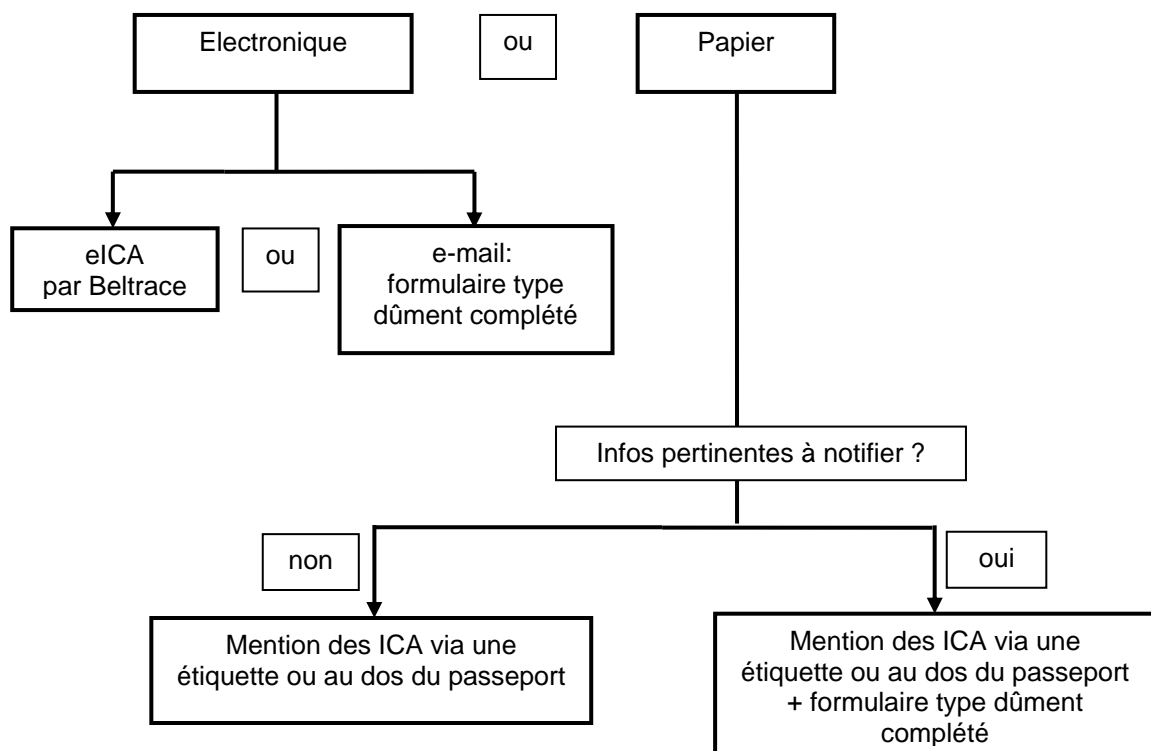 Electronique
ou
Papier
eICA
par Beltrace
ou
e-mail:
formulaire type
dûment complété
Infos pertinentes à notifier ?
non
oui
Mention des ICA via une
étiquette ou au dos du passeport
Mention des ICA via une
étiquette ou au dos du passeport
+ formulaire type dûment
complété